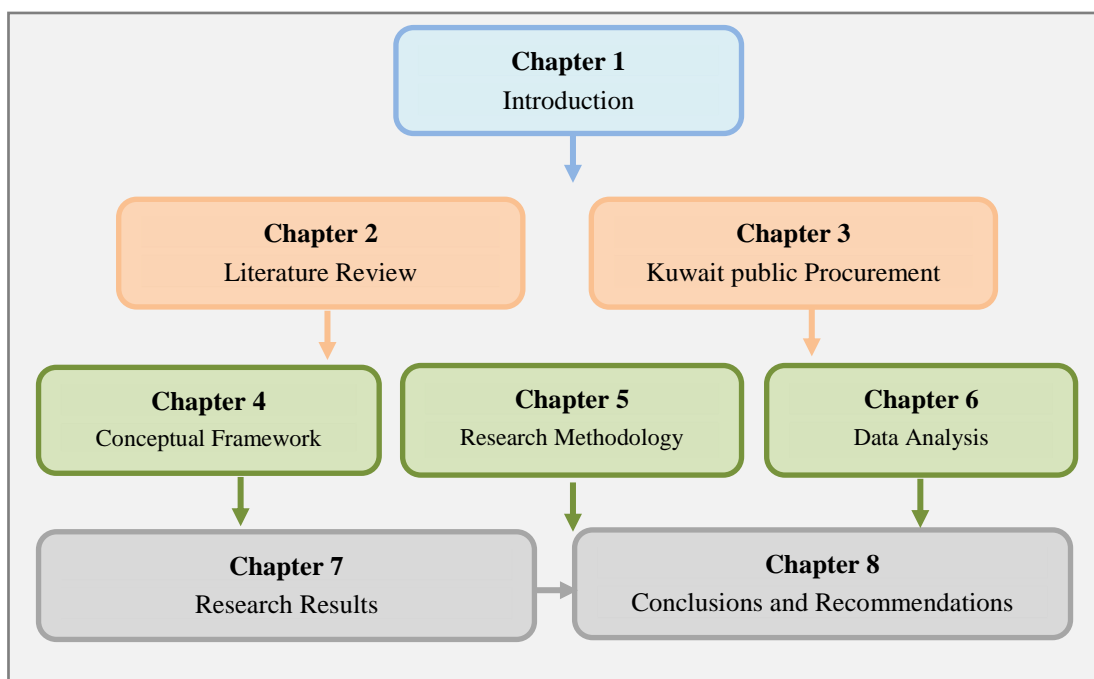 Chapter 1
Introduction
Chapter 2
Literature Review
Chapter 3
Kuwait public Procurement
Chapter 4
Conceptual Framework
Chapter 5
Research Methodology
Chapter 6
Data Analysis
Chapter 7
Research Results
Chapter 8
Conclusions and Recommendations